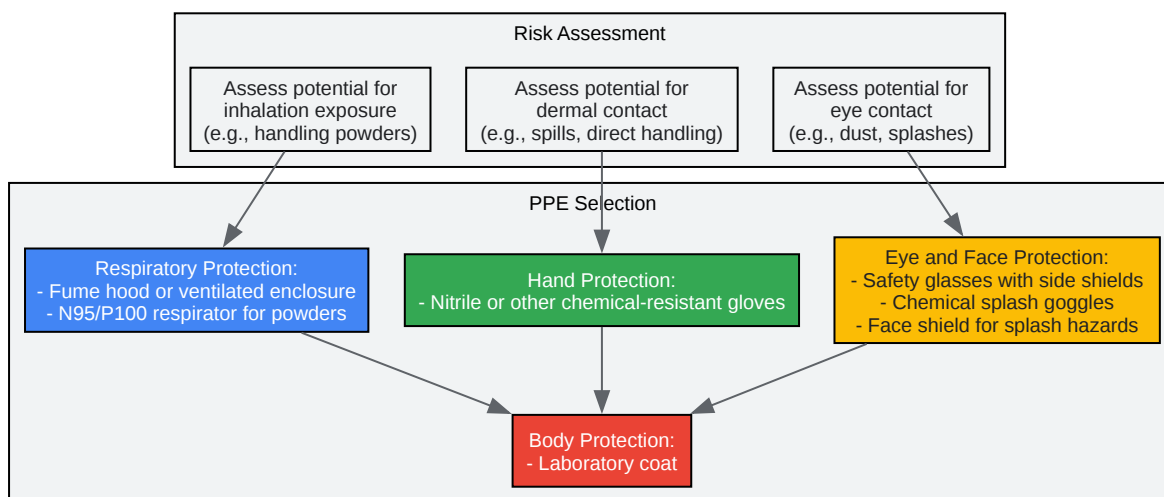 Risk Assessment
Assess potential for
inhalation exposure
(e.g., handling powders)
Assess potential for
dermal contact
(e.g., spills, direct handling)
Assess potential for
eye contact
(e.g., dust, splashes)
PPE Selection
Respiratory Protection:
- Fume hood or ventilated enclosure
- N95/P100 respirator for powders
Hand Protection:
- Nitrile or other chemical-resistant gloves
Eye and Face Protection:
- Safety glasses with side shields
- Chemical splash goggles
- Face shield for splash hazards
Body Protection:
- Laboratory coat